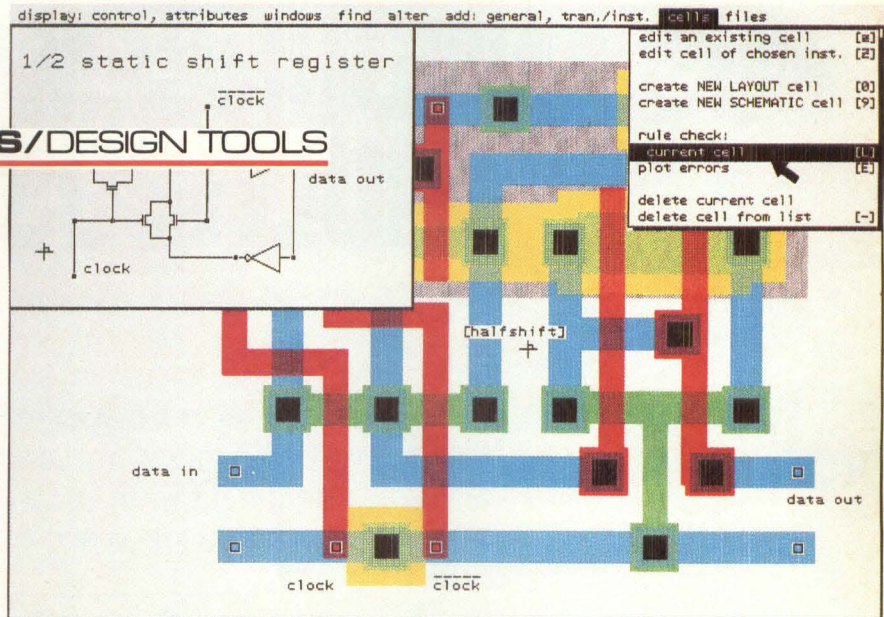 display: control, attributes windows find alter add: general, tran./inst. cells files
edit an existing cell [ø]
edit cell of chosen inst. [2]
create NEW LAYOUT cell [0]
create NEW SCHEMATIC cell [9]
rule check:
current cell [L]
plot errors [E]
delete current cell
delete cell from list [-]
1/2 static shift register
clock
S/DESIGN TOOLS
data out
clock
[halfshift]
data in
data out
clock
clock